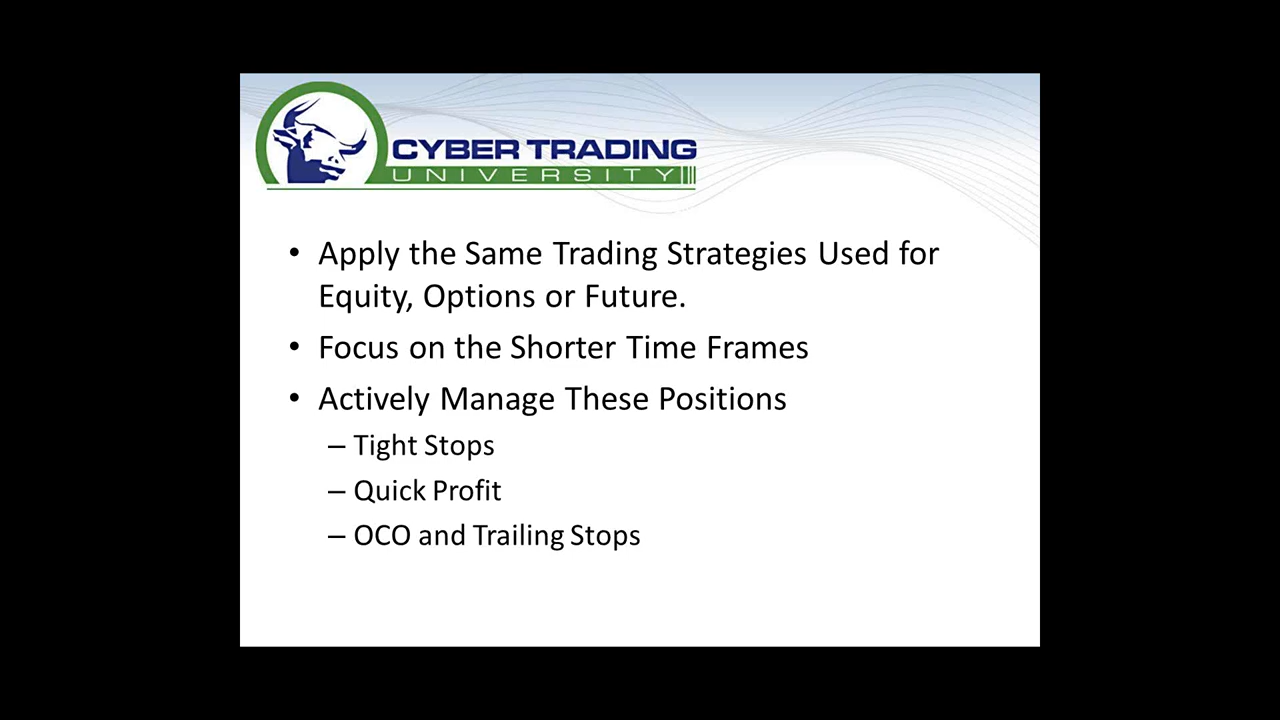 CYBER TRADING
UNIVERSITY
• Apply the Same Trading Strategies Used for
Equity, Options or Future.
• Focus on the Shorter Time Frames
• Actively Manage These Positions
– Tight Stops
– Quick Profit
– OCO and Trailing Stops